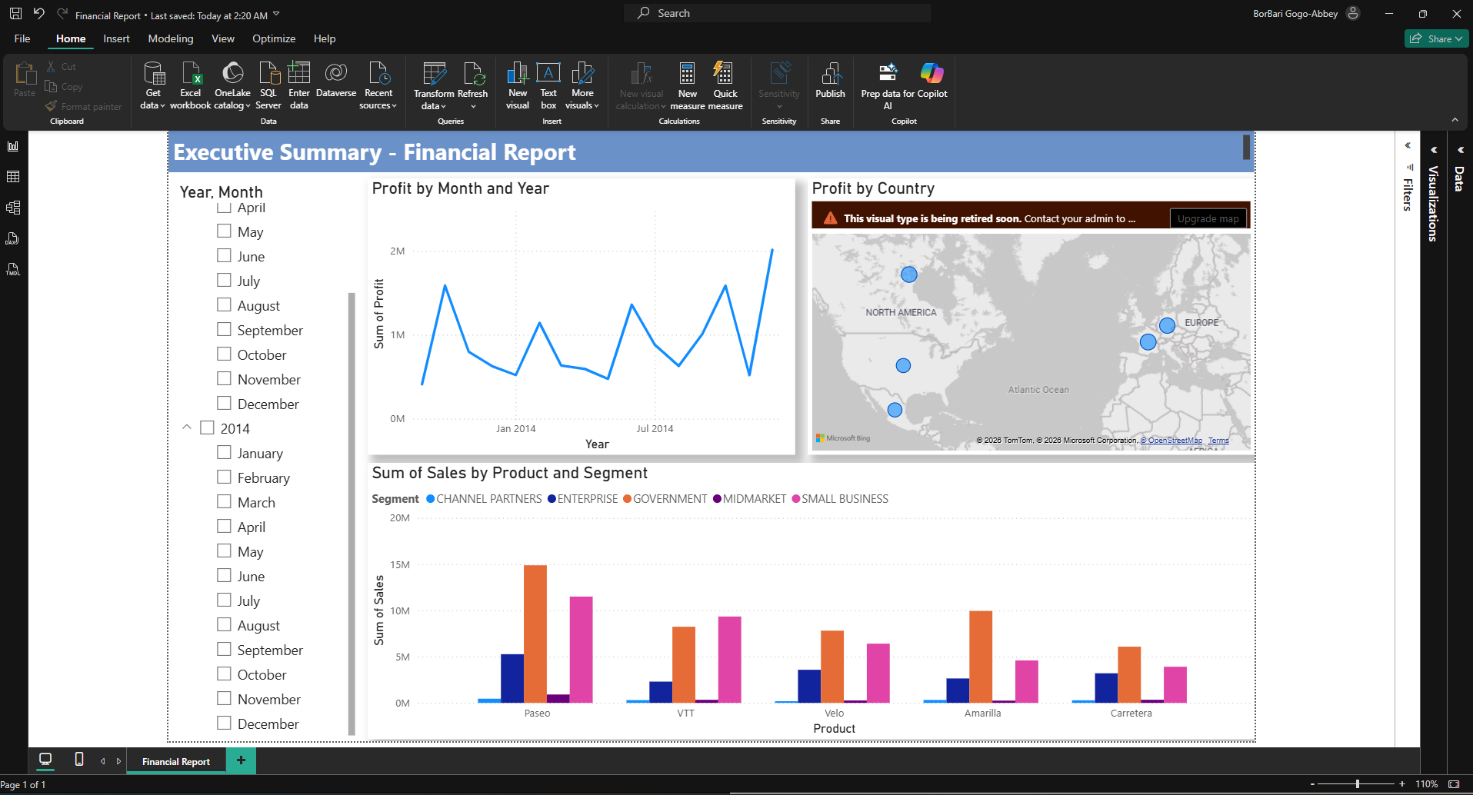 Financial Report • Last saved: Today at 2:20 AM
Search
BorBari Gogo-Abbey
File Home Insert Modeling View Optimize Help
Share
Paste
Cut
Copy
Format painter
Clipboard
Get data
Excel workbook
OneLake catalog
SQL Server
Enter data
Dataverse
Recent sources
Data
Transform data
Refresh
Queries
New visual
Text box
More visuals
Insert
New visual calculation
New measure
Quick measure
Calculations
Sensitivity
Sensitivity
Publish
Share
Prep data for AI
Copilot
Copilot
Executive Summary - Financial Report
Year, Month
April
May
June
July
August
September
October
November
December
2014
January
February
March
April
May
June
July
August
September
October
November
December
Profit by Month and Year
Sum of Profit
2M
1M
0M
Jan 2014
Jul 2014
Year
Profit by Country
This visual type is being retired soon. Contact your admin to ...
Upgrade map
NORTH AMERICA
EUROPE
Atlantic Ocean
AFRICA
Microsoft Bing
© 2026 TomTom, © 2026 Microsoft Corporation, © OpenStreetMap Terms
Sum of Sales by Product and Segment
Segment CHANNEL PARTNERS ENTERPRISE GOVERNMENT MIDMARKET SMALL BUSINESS
Sum of Sales
20M
15M
10M
5M
0M
Paseo
VTT
Velo
Amarilla
Carretera
Product
Filters
Visualizations
Data
DAX
TMDL
Financial Report
Page 1 of 1
110%